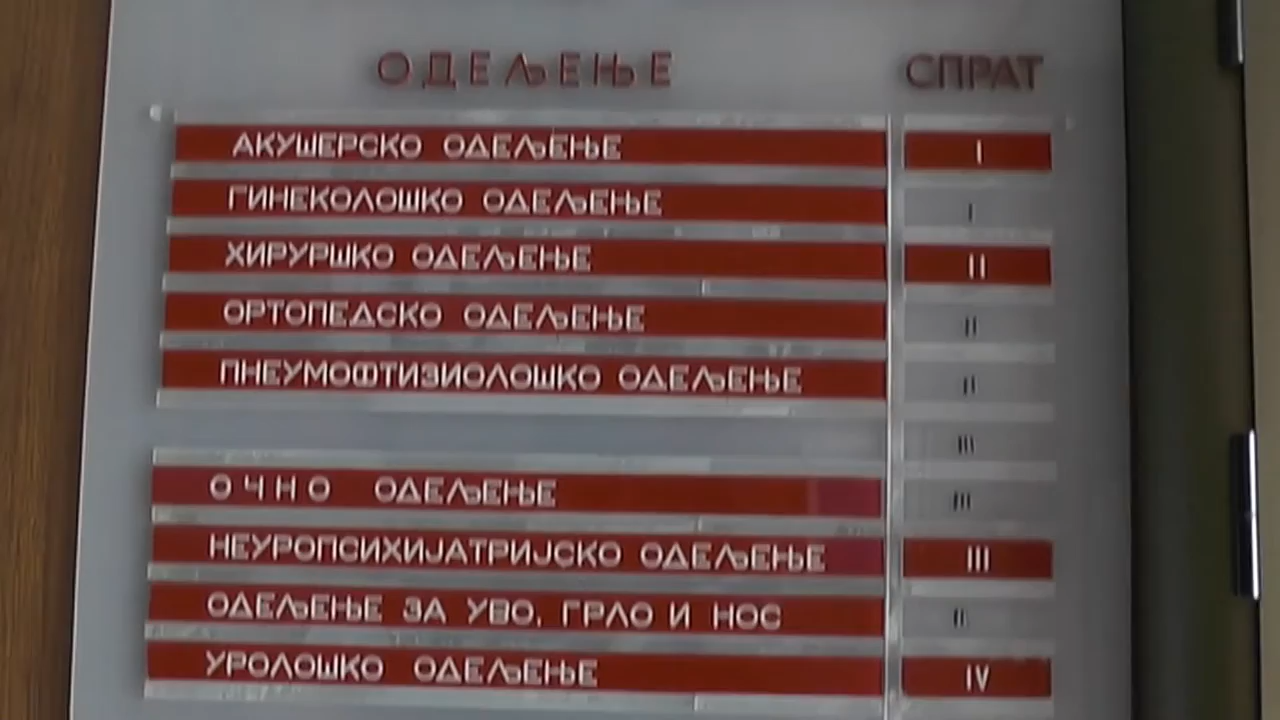 ОДЕЉЕЊЕ СПРАТ
АКУШЕРСКО ОДЕЉЕЊЕ I
ГИНЕКОЛОШКО ОДЕЉЕЊЕ I
ХИРУРШКО ОДЕЉЕЊЕ II
ОРТОПЕДСКО ОДЕЉЕЊЕ II
ПНЕУМОФТИЗИОЛОШКО ОДЕЉЕЊЕ II
III
ОЧНО ОДЕЉЕЊЕ III
НЕУРОПСИХИЈАТРИЈСКО ОДЕЉЕЊЕ III
ОДЕЉЕЊЕ ЗА УВО, ГРЛО И НОС
УРОЛОШКО ОДЕЉЕЊЕ IV